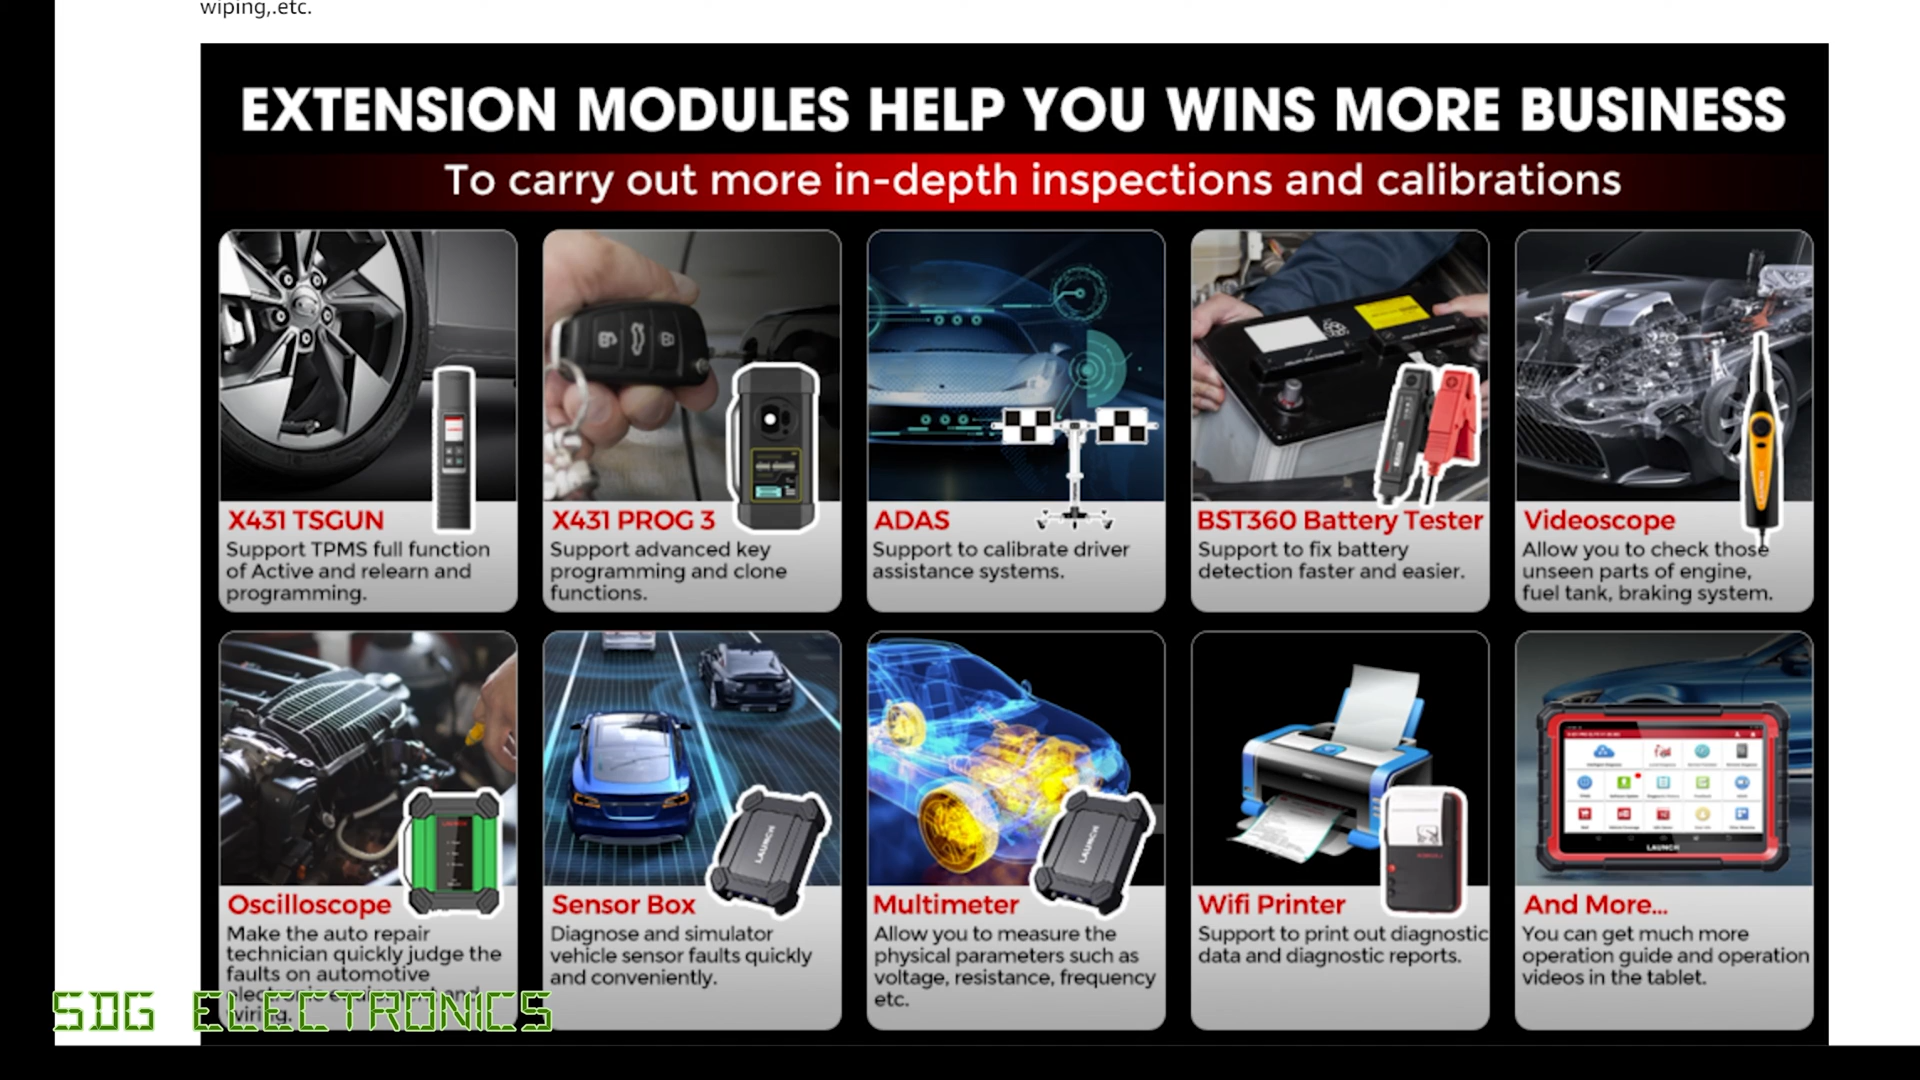 wiping,.etc.
EXTENSION MODULES HELP YOU WINS MORE BUSINESS
To carry out more in-depth inspections and calibrations
X431 TSGUN
Support TPMS full function
of Active and relearn and
programming.
X431 PROG 3
Support advanced key
programming and clone
functions.
ADAS
Support to calibrate driver
assistance systems.
BST360 Battery Tester
Support to fix battery
detection faster and easier.
Videoscope
Allow you to check those
unseen parts of engine,
fuel tank, braking system.
Oscilloscope
Make the auto repair
technician quickly judge the
faults on automotive
electronic equipment and
wiring.
Sensor Box
Diagnose and simulator
vehicle sensor faults quickly
and conveniently.
LAUNCH
Multimeter
Allow you to measure the
physical parameters such as
voltage, resistance, frequency
etc.
LAUNCH
Wifi Printer
Support to print out diagnostic
data and diagnostic reports.
And More...
You can get much more
operation guide and operation
videos in the tablet.
LAUNCH
SDG ELECTRONICS